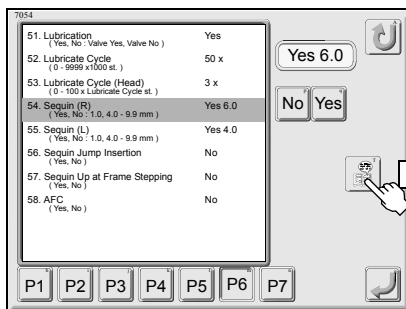 7054
51. Lubrication Yes
( Yes, No : Valve Yes, Valve No )
52. Lubricate Cycle 50 x
( 0 - 9999 x1000 st. )
53. Lubricate Cycle (Head) 3 x
( 0 - 100 x Lubricate Cycle st. )
54. Sequin (R) Yes 6.0
( Yes, No : 1.0, 4.0 - 9.9 mm )
55. Sequin (L) Yes 4.0
( Yes, No : 1.0, 4.0 - 9.9 mm )
56. Sequin Jump Insertion No
( Yes, No )
57. Sequin Up at Frame Stepping No
( Yes, No )
58. AFC No
( Yes, No )
Yes 6.0
No Yes
P1 P2 P3 P4 P5 P6 P7